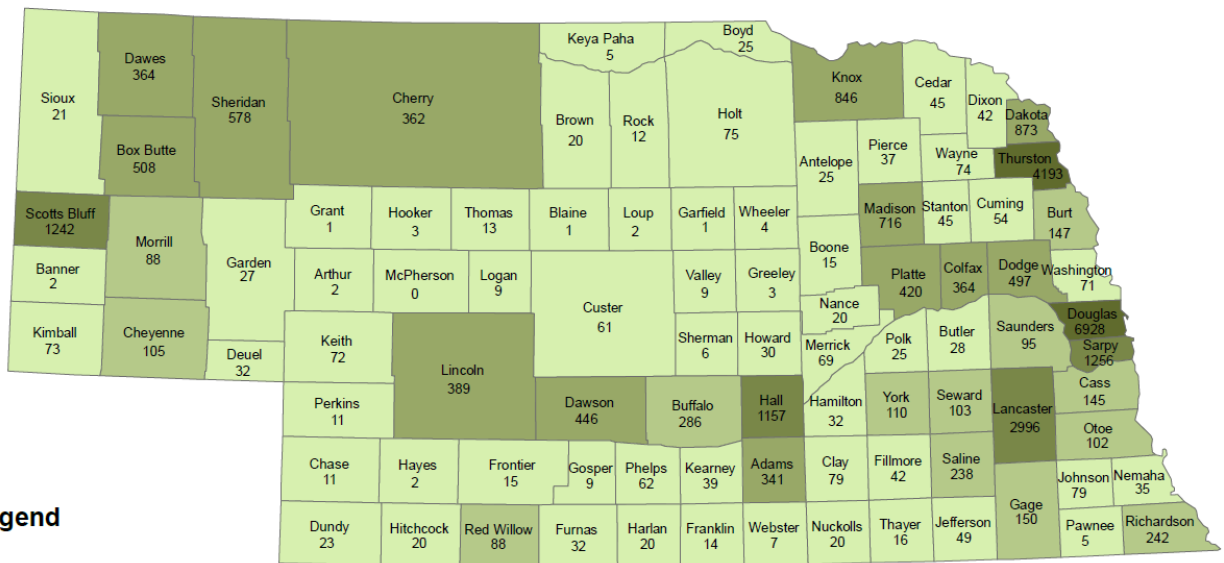 Keya Paha
5
Boyd
25
Dawes
364
Sioux
21
Sheridan
578
Cherry
362
Brown
20
Rock
12
Holt
75
Knox
846
Cedar
45
Dixon
42
Dakota
873
Box Butte
508
Antelope
25
Pierce
37
Wayne
74
Thurston
4193
Scotts Bluff
1242
Morrill
88
Garden
27
Grant
1
Hooker
3
Thomas
13
Blaine
1
Loup
2
Garfield
1
Wheeler
4
Boone
15
Madison
716
Stanton
45
Cuming
54
Burt
147
Banner
2
Arthur
2
McPherson
0
Logan
9
Custer
61
Valley
9
Greeley
3
Nance
20
Platte
420
Colfax
364
Dodge
497
Washington
71
Kimball
73
Cheyenne
105
Deuel
32
Keith
72
Lincoln
389
Sherman
6
Howard
30
Merrick
69
Polk
25
Butler
28
Saunders
95
Douglas
6928
Sarpy
1256
Perkins
11
Dawson
446
Buffalo
286
Hall
1157
Hamilton
32
York
110
Seward
103
Lancaster
2996
Cass
145
Otoe
102
Chase
11
Hayes
2
Frontier
15
Gosper
9
Phelps
62
Kearney
39
Adams
341
Clay
79
Fillmore
42
Saline
238
Gage
150
Johnson
79
Nemaha
35
gend
Dundy
23
Hitchcock
20
Red Willow
88
Furnas
32
Harlan
20
Franklin
14
Webster
7
Nuckolls
20
Thayer
16
Jefferson
49
Pawnee
5
Richardson
242